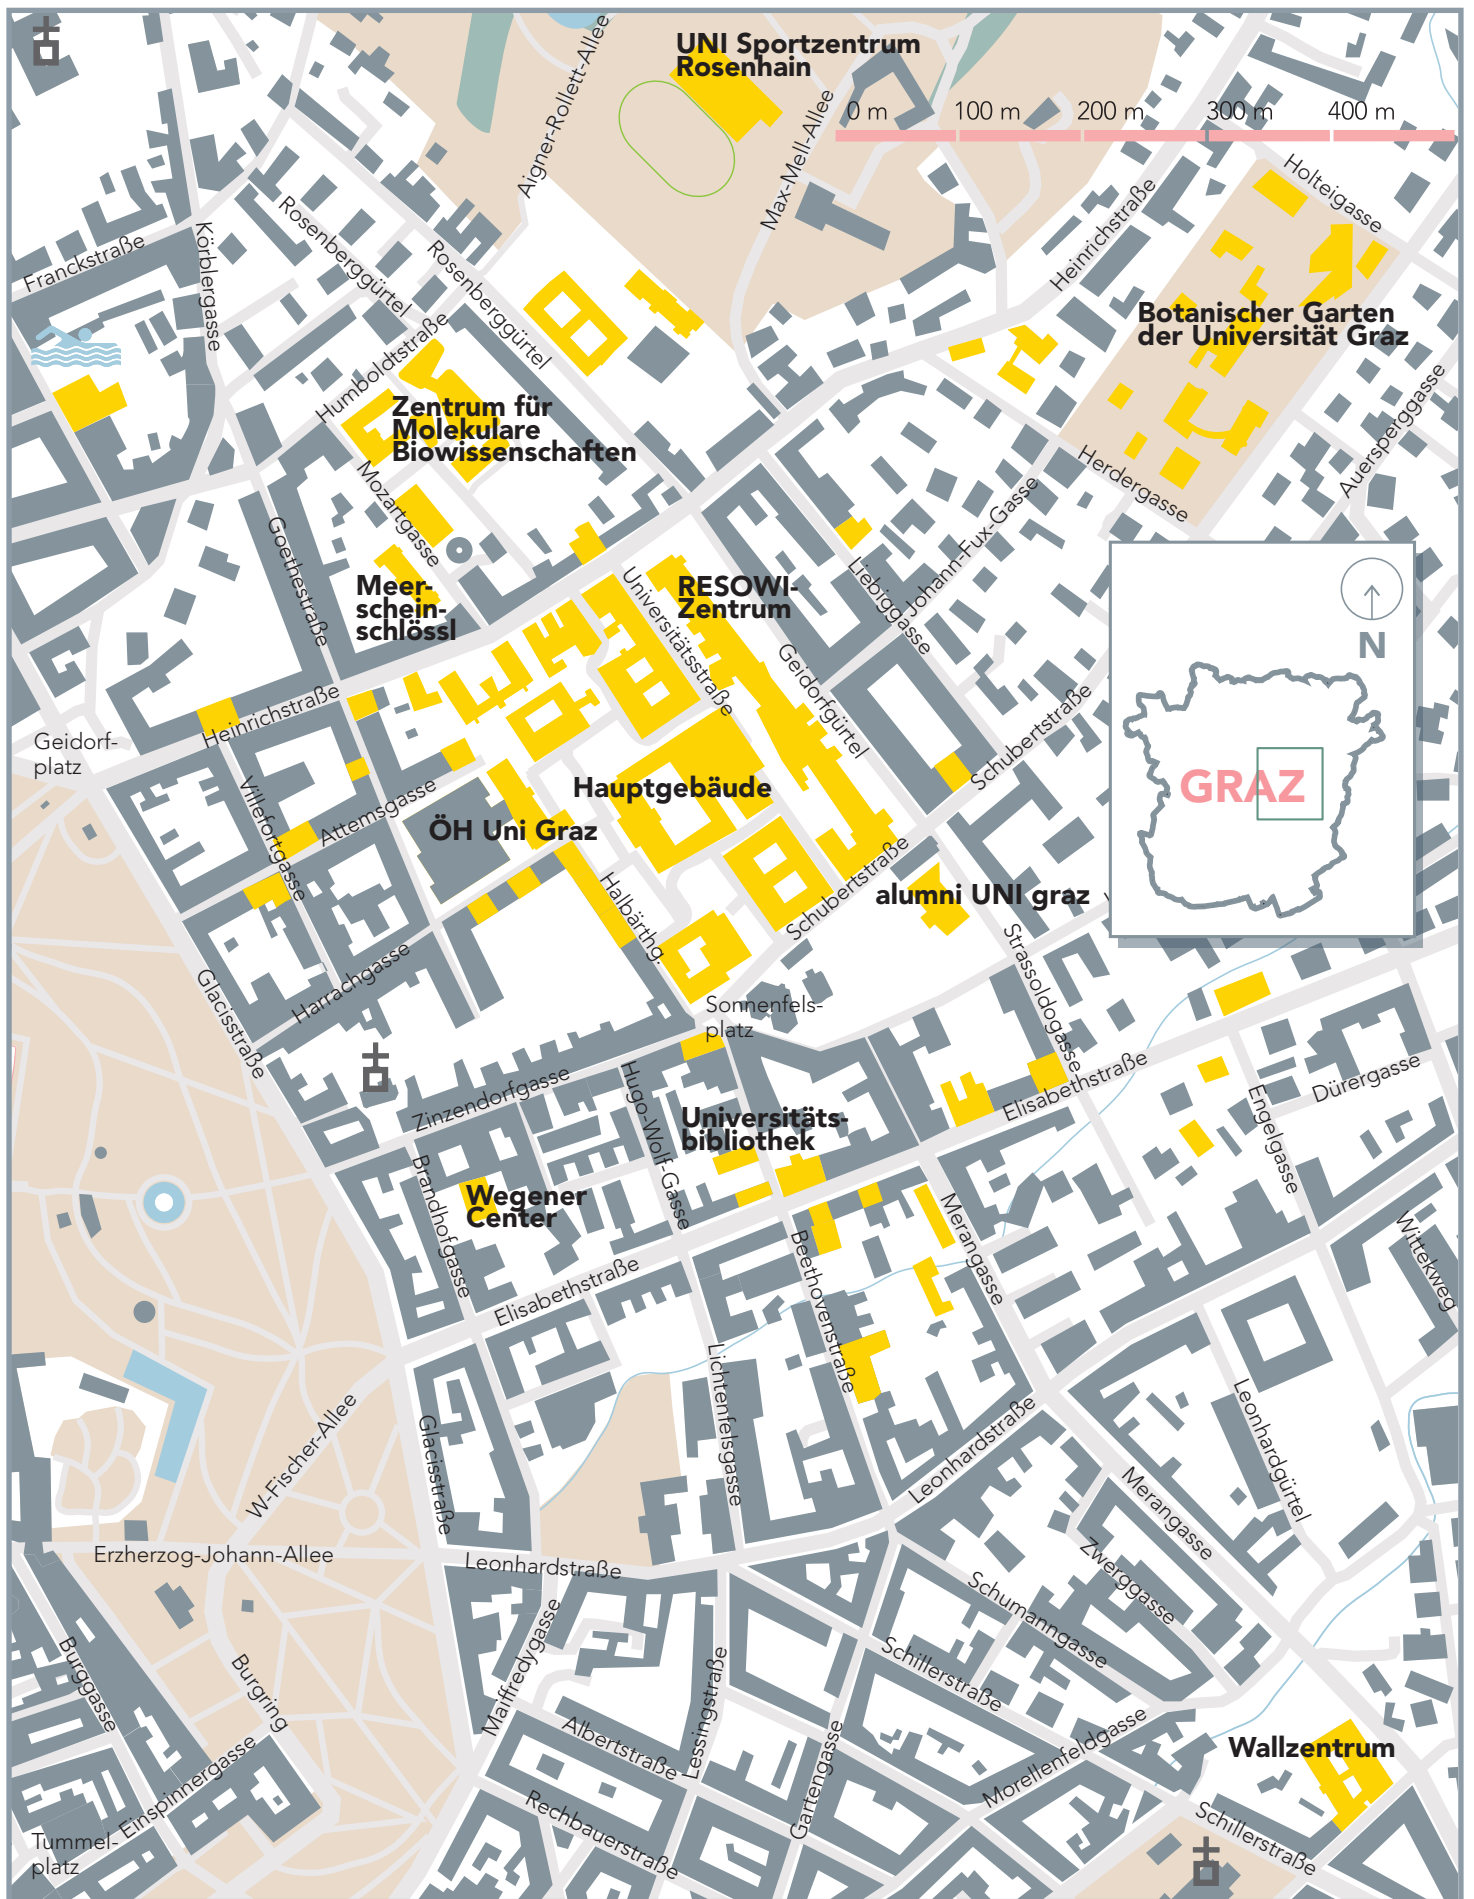 UNI Sportzentrum
Rosenhain
0 m
100 m
200 m
300 m
400 m
Aigner-Rollett-Allee
Max-Mell-Allee
Holteigasse
Heinrichstraße
Franckstraße
Körblergasse
Rosenberggürtel
Rosenberggürtel
Humboldtstraße
Botanischer Garten
der Universität Graz
Zentrum für
Molekulare
Biowissenschaften
Auersperggasse
Herdergasse
Mozartgasse
Goethestraße
Johann-Fux-Gasse
Liebiggasse
Meer-
schein-
schlössl
Universitätsstraße
RESOWI-
Zentrum
Geidorfgürtel
N
GRAZ
Heinrichstraße
Geidorf-
platz
Schubertstraße
Villefortgasse
Attemsgasse
Hauptgebäude
ÖH Uni Graz
Halbärthg.
Schubertstraße
alumni UNI graz
Strassoldogasse
Harrachgasse
Glacisstraße
Sonnenfels-
platz
Zinzendorfgasse
Hugo-Wolf-Gasse
Universitäts-
bibliothek
Elisabethstraße
Engelgasse
Dürergasse
Brandhofgasse
Wegener
Center
Merangasse
Beethovenstraße
Wittekweg
Elisabethstraße
Lichtenfelsgasse
Leonhardgürtel
W-Fischer-Allee
Glacisstraße
Leonhardstraße
Merangasse
Erzherzog-Johann-Allee
Leonhardstraße
Zwerggasse
Schumanngasse
Maiffredygasse
Schillerstraße
Burggasse
Burgring
Lessingstraße
Albertstraße
Morellenfeldgasse
Wallzentrum
Gartengasse
Einspinnergasse
Rechbauerstraße
Schillerstraße
Tummel-
platz